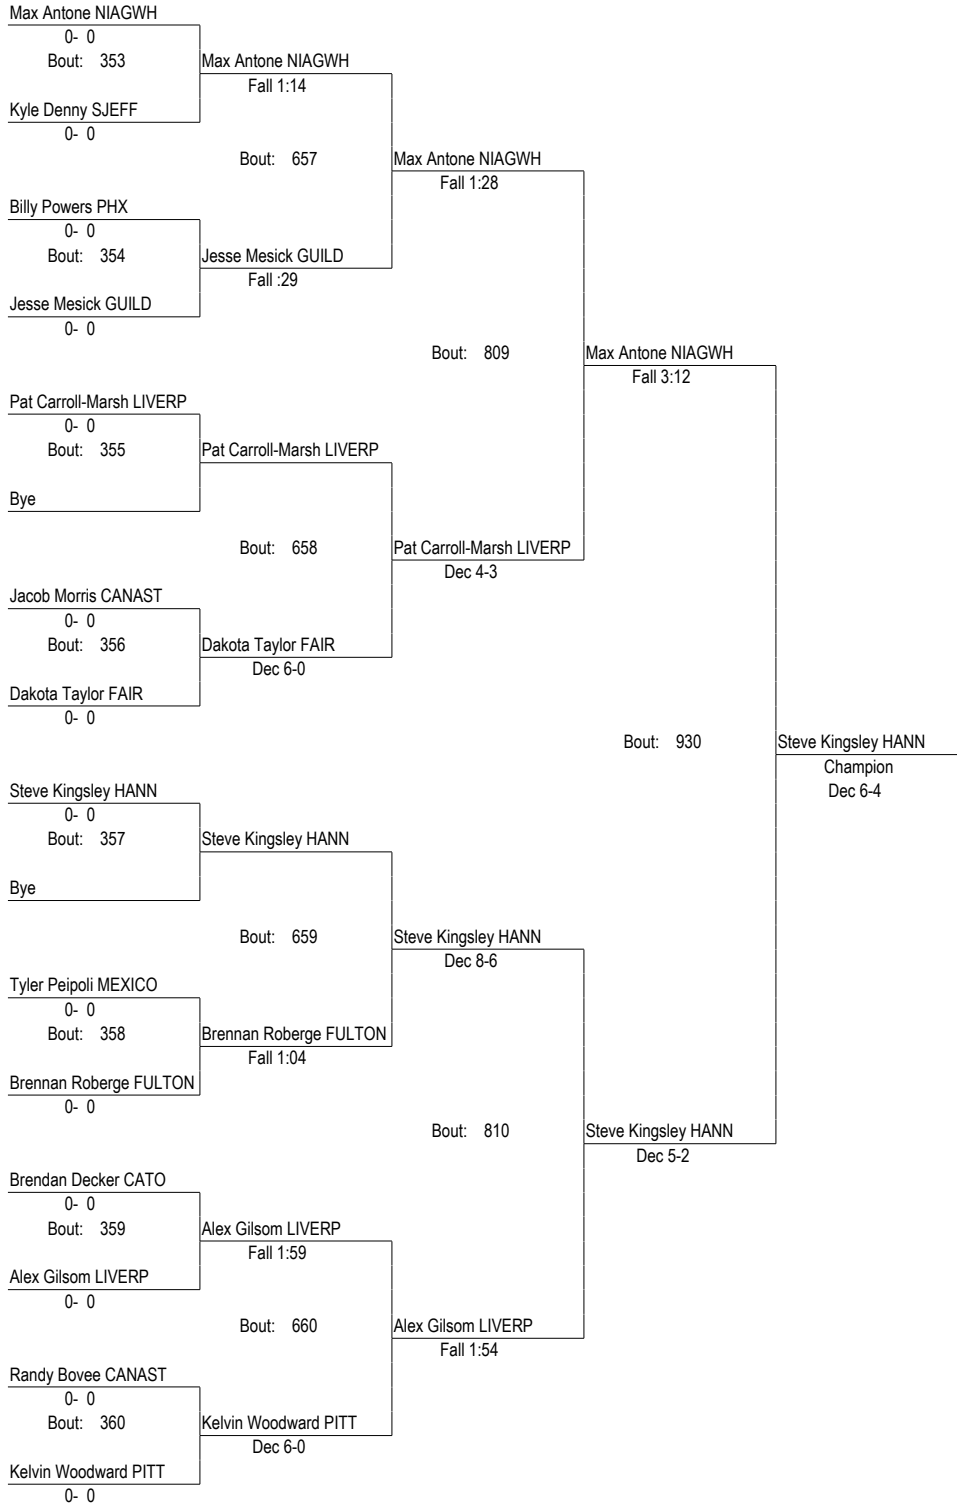 Max Antone NIAGWH
0- 0
Bout: 353
Max Antone NIAGWH
Fall 1:14
Kyle Denny SJEFF
0- 0
Bout: 657
Max Antone NIAGWH
Fall 1:28
Billy Powers PHX
0- 0
Bout: 354
Jesse Mesick GUILD
Fall :29
Jesse Mesick GUILD
0- 0
Bout: 809
Max Antone NIAGWH
Fall 3:12
Pat Carroll-Marsh LIVERP
0- 0
Bout: 355
Pat Carroll-Marsh LIVERP
Bye
Bout: 658
Pat Carroll-Marsh LIVERP
Dec 4-3
Jacob Morris CANAST
0- 0
Bout: 356
Dakota Taylor FAIR
Dec 6-0
Dakota Taylor FAIR
0- 0
Bout: 930
Steve Kingsley HANN
Champion
Dec 6-4
Steve Kingsley HANN
0- 0
Bout: 357
Steve Kingsley HANN
Bye
Bout: 659
Steve Kingsley HANN
Dec 8-6
Tyler Peipoli MEXICO
0- 0
Bout: 358
Brennan Roberge FULTON
Fall 1:04
Brennan Roberge FULTON
0- 0
Bout: 810
Steve Kingsley HANN
Dec 5-2
Brendan Decker CATO
0- 0
Bout: 359
Alex Gilsom LIVERP
Fall 1:59
Alex Gilsom LIVERP
0- 0
Bout: 660
Alex Gilsom LIVERP
Fall 1:54
Randy Bovee CANAST
0- 0
Bout: 360
Kelvin Woodward PITT
Dec 6-0
Kelvin Woodward PITT
0- 0